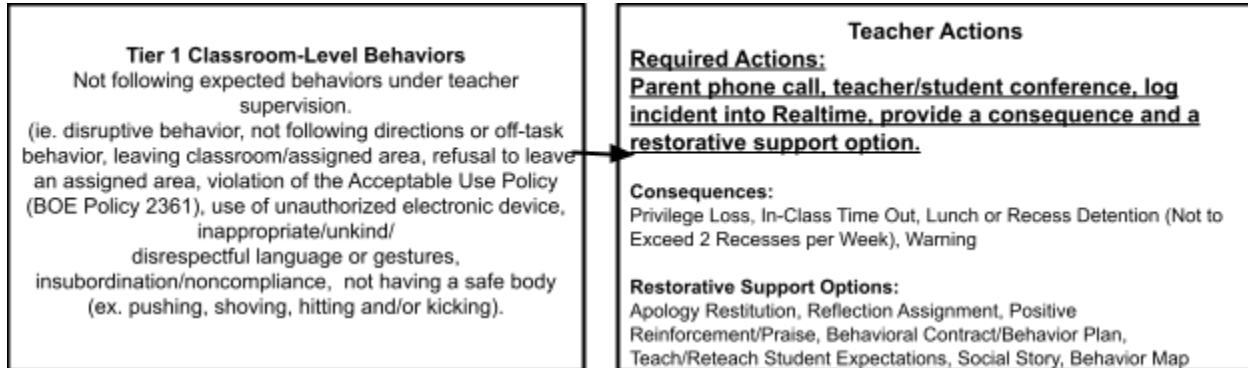 Tier 1 Classroom-Level Behaviors
Not following expected behaviors under teacher
supervision.
(ie. disruptive behavior, not following directions or off-task
behavior, leaving classroom/assigned area, refusal to leave
an assigned area, violation of the Acceptable Use Policy
(BOE Policy 2361), use of unauthorized electronic device,
inappropriate/unkind/
disrespectful language or gestures,
insubordination/noncompliance, not having a safe body
(ex. pushing, shoving, hitting and/or kicking).
Teacher Actions
Required Actions:
Parent phone call, teacher/student conference, log
incident into Realtime, provide a consequence and a
restorative support option.
Consequences:
Privilege Loss, In-Class Time Out, Lunch or Recess Detention (Not to
Exceed 2 Recesses per Week), Warning
Restorative Support Options:
Apology Restitution, Reflection Assignment, Positive
Reinforcement/Praise, Behavioral Contract/Behavior Plan,
Teach/Reteach Student Expectations, Social Story, Behavior Map